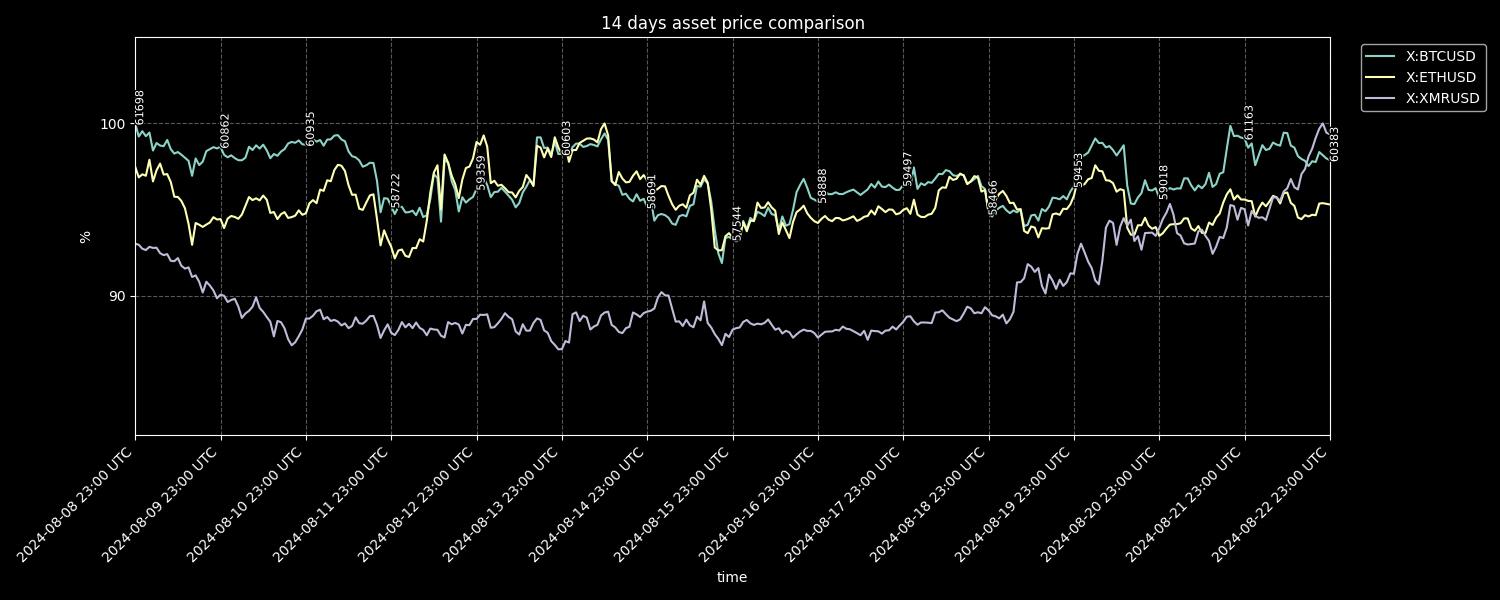 14 days asset price comparison
X:BTCUSD
X:ETHUSD
X:XMRUSD
100
90
%
61698
60862
60935
58722
59359
60603
58691
57544
58888
59497
58466
59453
59018
61163
60383
2024-08-08 23:00 UTC
2024-08-09 23:00 UTC
2024-08-10 23:00 UTC
2024-08-11 23:00 UTC
2024-08-12 23:00 UTC
2024-08-13 23:00 UTC
2024-08-14 23:00 UTC
2024-08-15 23:00 UTC
2024-08-16 23:00 UTC
2024-08-17 23:00 UTC
2024-08-18 23:00 UTC
2024-08-19 23:00 UTC
2024-08-20 23:00 UTC
2024-08-21 23:00 UTC
2024-08-22 23:00 UTC
time